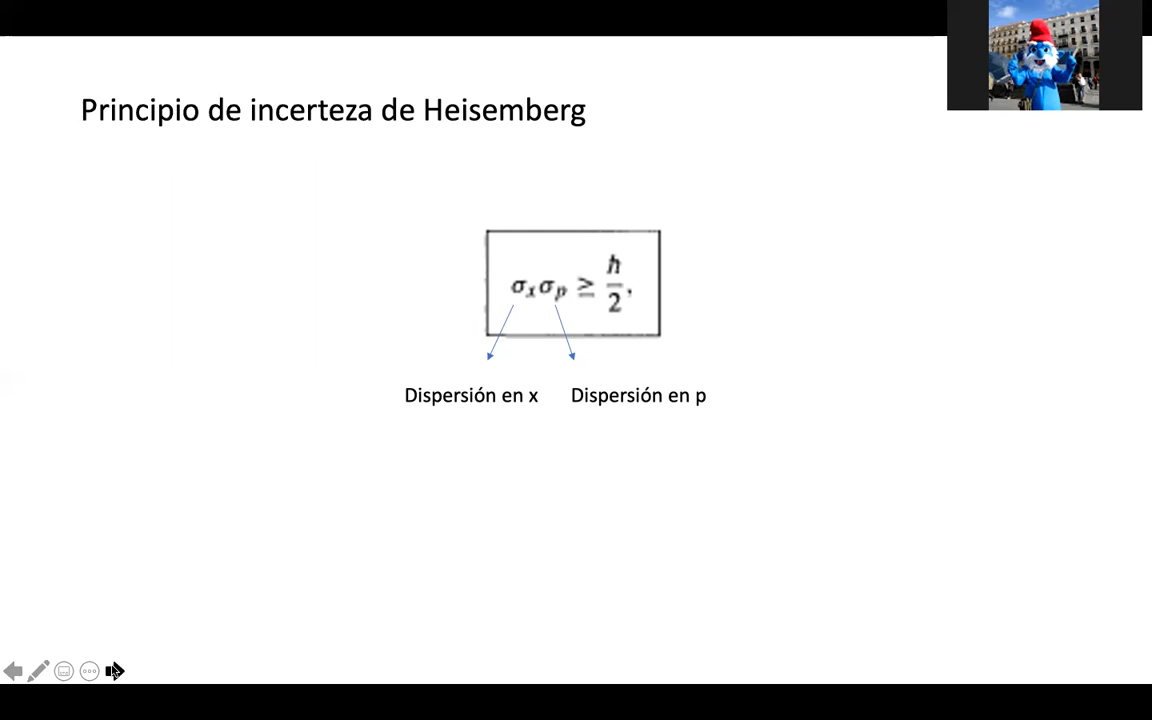 Principio de incerteza de Heisemberg
σₓσₚ ≥ ħ/2,
Dispersión en x Dispersión en p